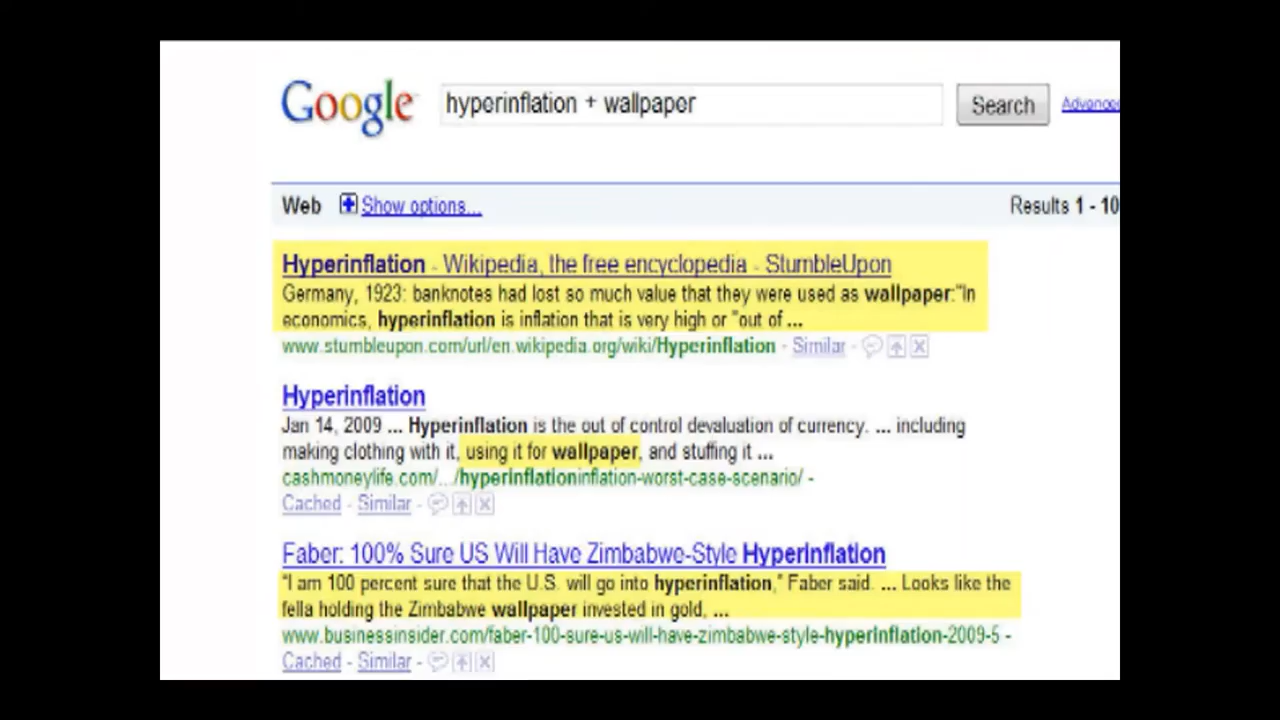 Google hyperinflation + wallpaper Search Advanced
Web Show options... Results 1 - 10
Hyperinflation - Wikipedia, the free encyclopedia - StumbleUpon
Germany, 1923: banknotes had lost so much value that they were used as wallpaper:"In
economics, hyperinflation is inflation that is very high or "out of ...
www.stumbleupon.com/url/en.wikipedia.org/wiki/Hyperinflation - Similar -
Hyperinflation
Jan 14, 2009 ... Hyperinflation is the out of control devaluation of currency. ... including
making clothing with it, using it for wallpaper, and stuffing it ...
cashmoneylife.com/.../hyperinflationinflation-worst-case-scenario/ -
Cached - Similar -
Faber: 100% Sure US Will Have Zimbabwe-Style Hyperinflation
"I am 100 percent sure that the U.S. will go into hyperinflation," Faber said. ... Looks like the
fella holding the Zimbabwe wallpaper invested in gold, ...
www.businessinsider.com/faber-100-sure-us-will-have-zimbabwe-style-hyperinflation-2009-5 -
Cached - Similar -